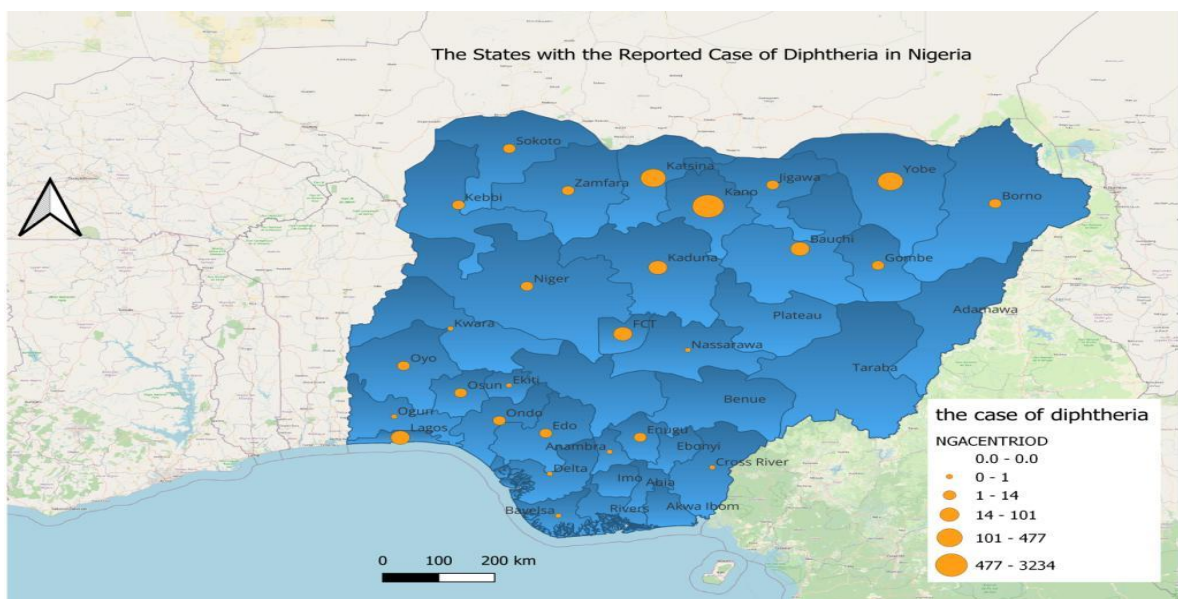 The States with the Reported Case of Diphtheria in Nigeria
Sokoto
Katsina
Zamfara
Jigawa
Yobe
Kebbi
Kano
Borno
Bauchi
Kaduna
Gombe
Niger
Adamawa
Plateau
Kwara
FCT
Nassarawa
Oyo
Taraba
Osun
Ekiti
Benue
Ogun
Lagos
Ondo
Edo
Enugu
Anambra
Ebonyi
Cross River
Delta
Imo
Abia
Bayelsa
Rivers
Akwa Ibom
the case of diphtheria
NGACENTRIOD
0.0 - 0.0
0 - 1
1 - 14
14 - 101
101 - 477
477 - 3234
0 100 200 km